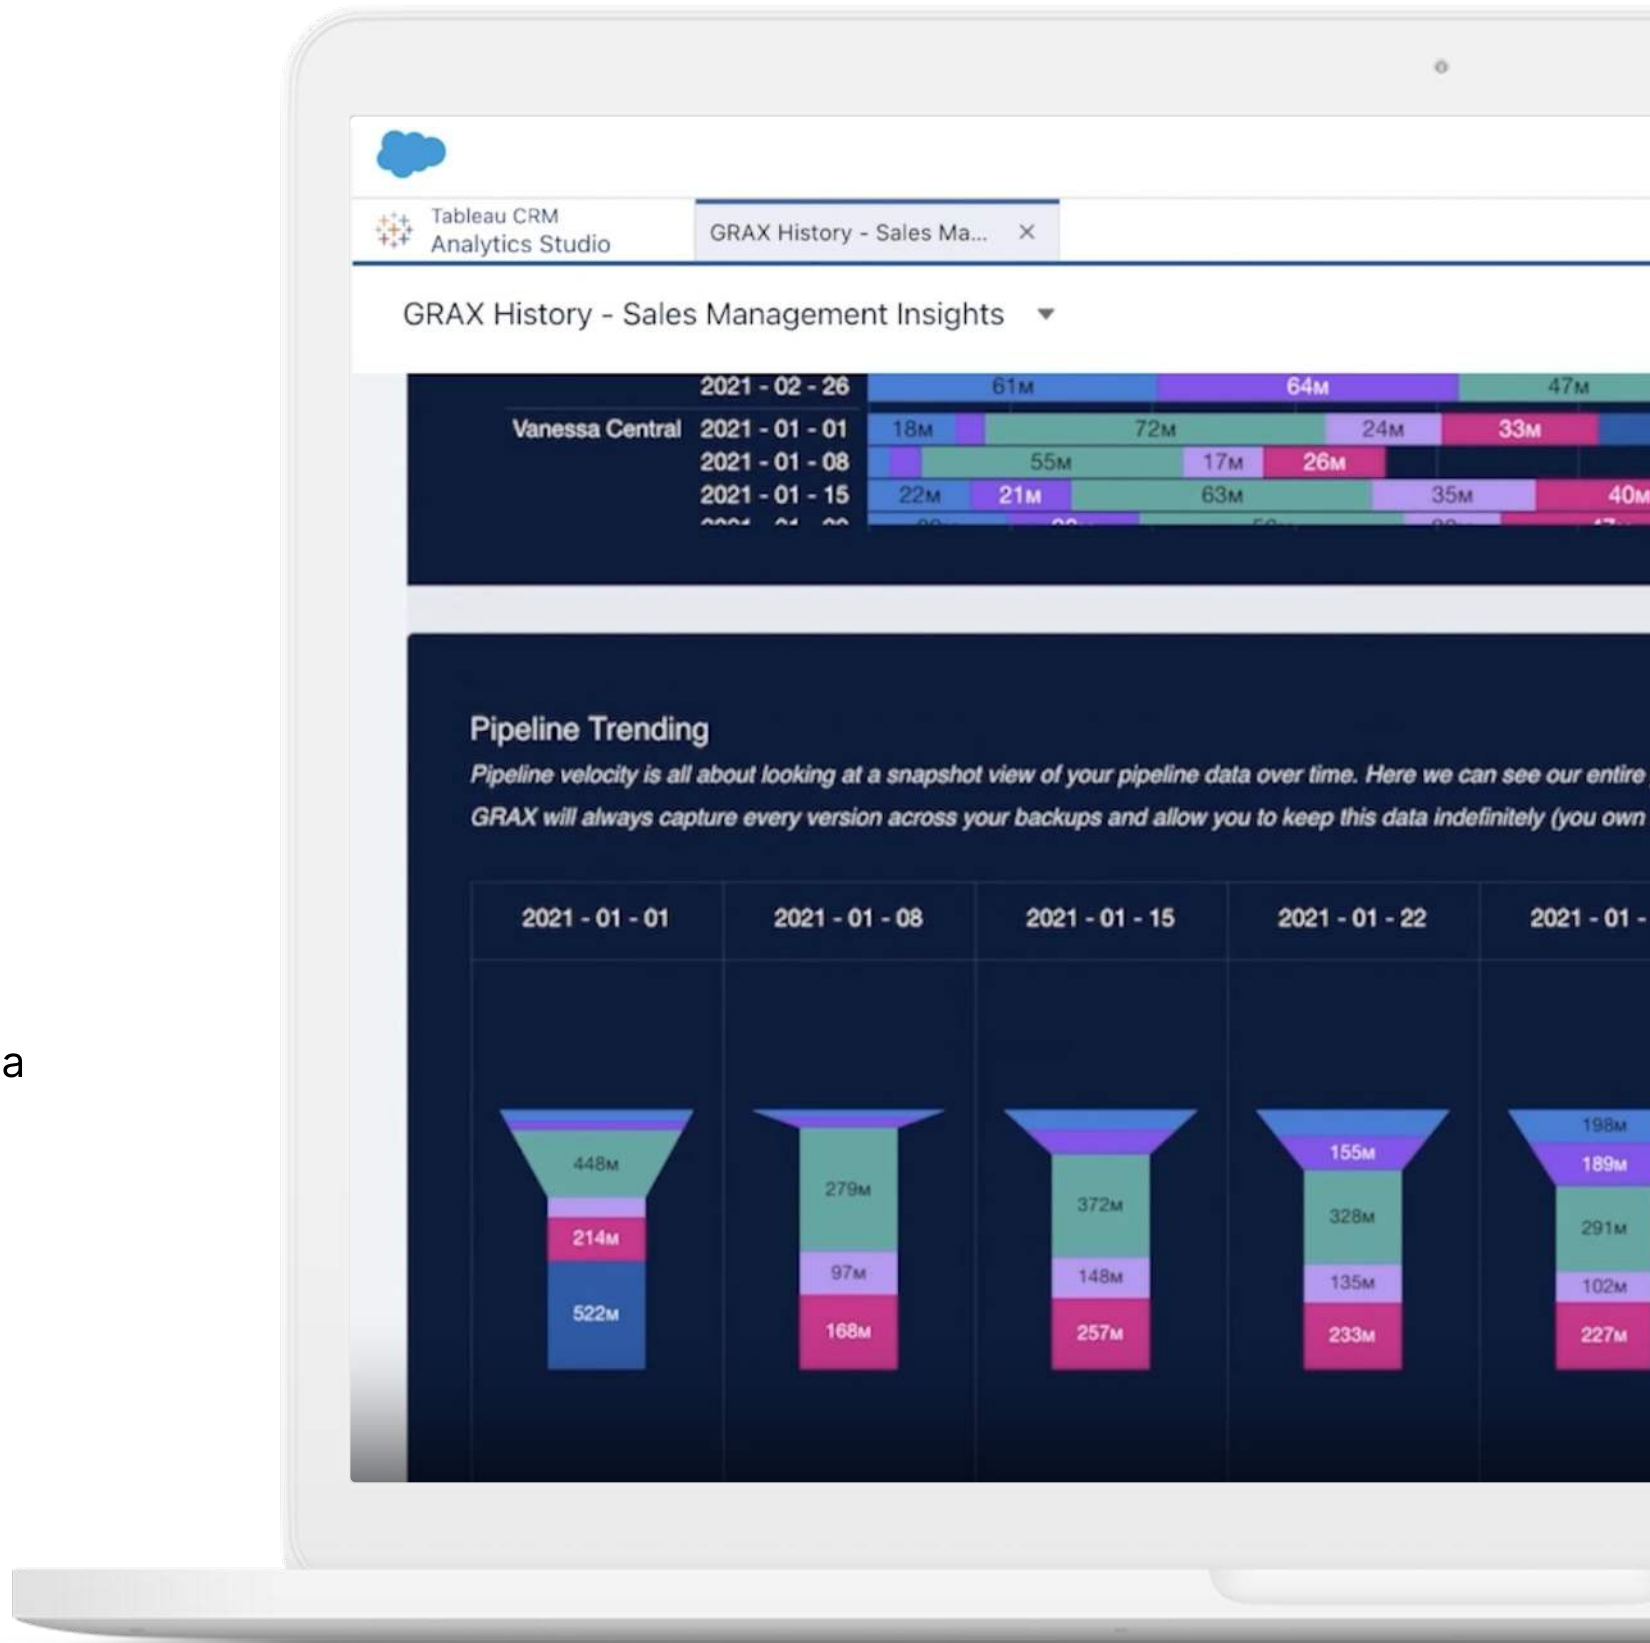 Tableau CRM
Analytics Studio
GRAX History - Sales Ma...
GRAX History - Sales Management Insights
2021 - 02 - 26 61M 64M 47M
Vanessa Central 2021 - 01 - 01 18M 72M 24M 33M
2021 - 01 - 08 55M 17M 26M
2021 - 01 - 15 22M 21M 63M 35M 40M
Pipeline Trending
Pipeline velocity is all about looking at a snapshot view of your pipeline data over time. Here we can see our entire
GRAX will always capture every version across your backups and allow you to keep this data indefinitely (you own
2021 - 01 - 01 2021 - 01 - 08 2021 - 01 - 15 2021 - 01 - 22 2021 - 01 -
a
448M 214M 522M
279M 97M 168M
372M 148M 257M
155M 328M 135M 233M
198M 189M 291M 102M 227M